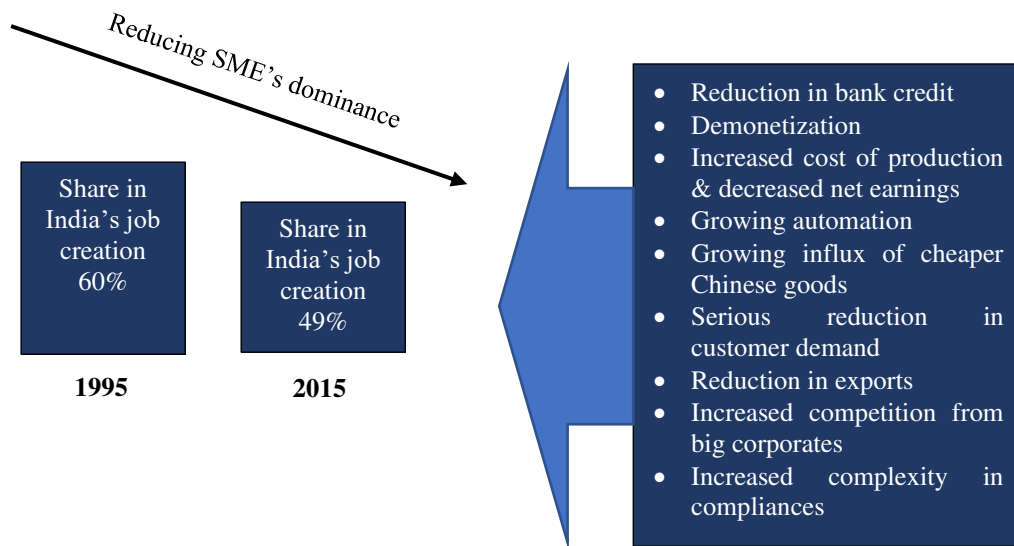 Reducing SME's dominance
Share in
India's job
creation
60%
1995
Share in
India's job
creation
49%
2015
• Reduction in bank credit
• Demonetization
• Increased cost of production
& decreased net earnings
• Growing automation
• Growing influx of cheaper
Chinese goods
• Serious reduction in
customer demand
• Reduction in exports
• Increased competition from
big corporates
• Increased complexity in
compliances